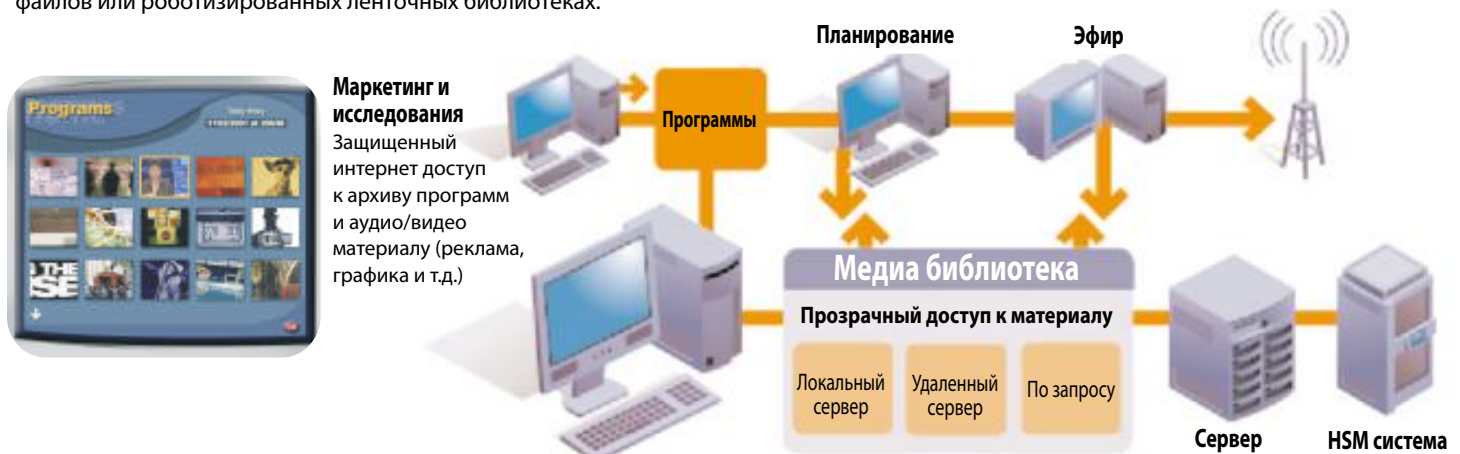 файлов или роботизированных ленточных библиотеках.
Programs
Маркетинг и
исследования
Защищенный
интернет доступ
к архиву программ
и аудио/видео
материалу (реклама,
графика и т.д.)
Программы
Планирование
Эфир
Медиа библиотека
Прозрачный доступ к материалу
Локальный
сервер
Удаленный
сервер
По запросу
Сервер
HSM система